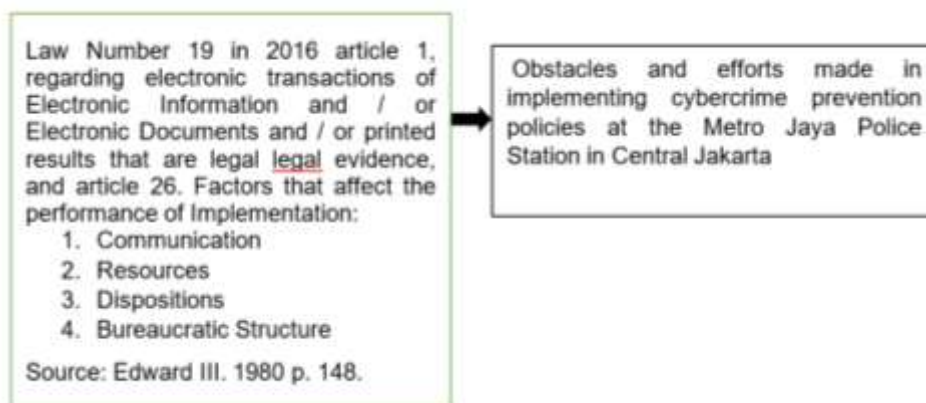 Law Number 19 in 2016 article 1,
regarding electronic transactions of
Electronic Information and / or
Electronic Documents and / or printed
results that are legal legal evidence,
and article 26. Factors that affect the
performance of Implementation:
1. Communication
2. Resources
3. Dispositions
4. Bureaucratic Structure
Source: Edward III. 1980 p. 148.
Obstacles and efforts made in
implementing cybercrime prevention
policies at the Metro Jaya Police
Station in Central Jakarta